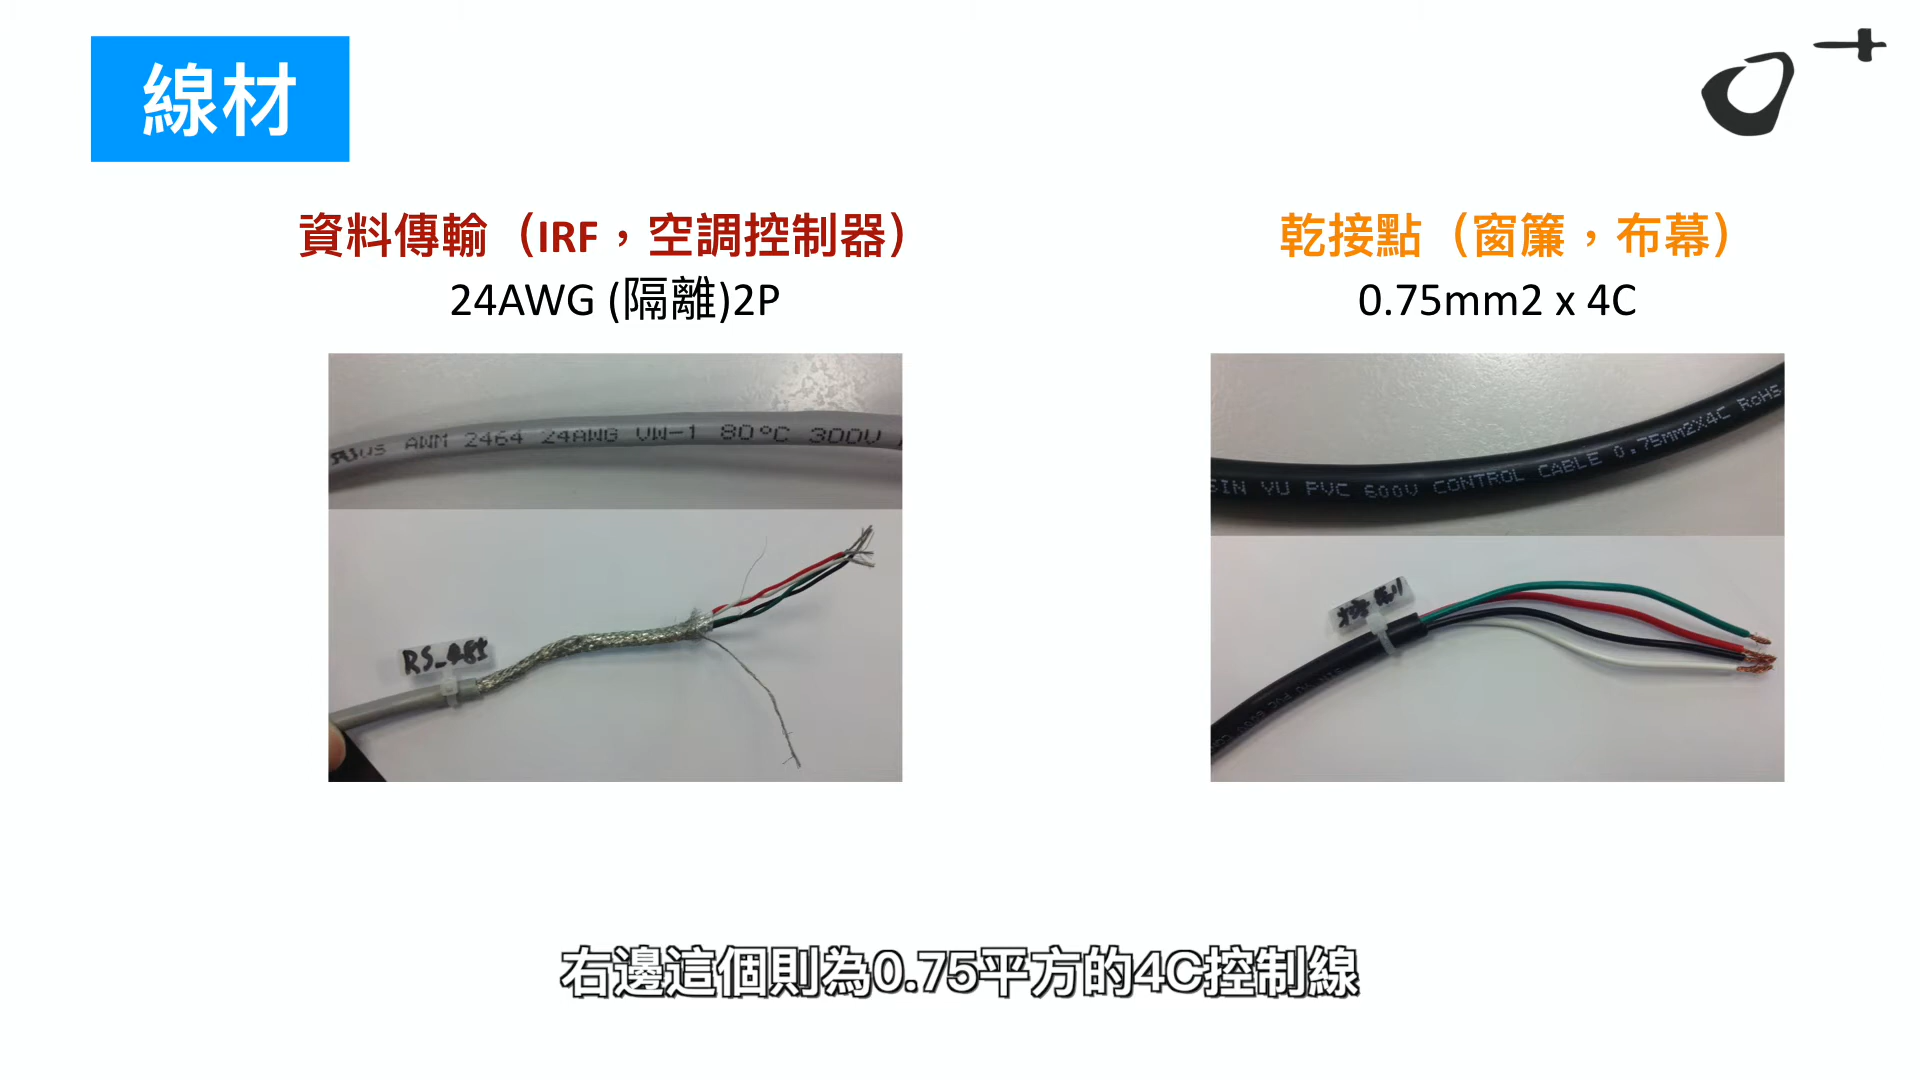 線材
資料傳輸（IRF，空調控制器）
24AWG (隔離)2P
us AWM 2464 24AWG VW-1 80°C 300V
RS_485
乾接點（窗簾，布幕）
0.75mm2 x 4C
SIN YU PVC 600V CONTROL CABLE 0.75mm2X4C RoHS
右邊這個則為0.75平方的4C控制線